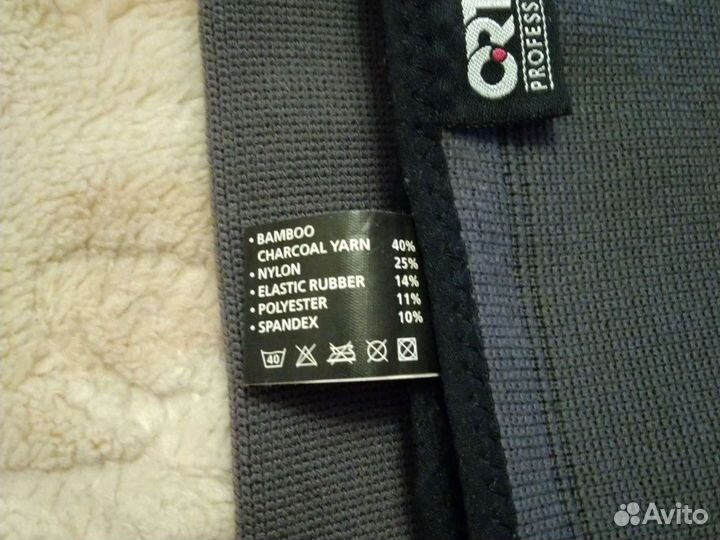 PROFESS
• BAMBOO
CHARCOAL YARN 40%
• NYLON 25%
• ELASTIC RUBBER 14%
• POLYESTER 11%
• SPANDEX 10%
40
Avito